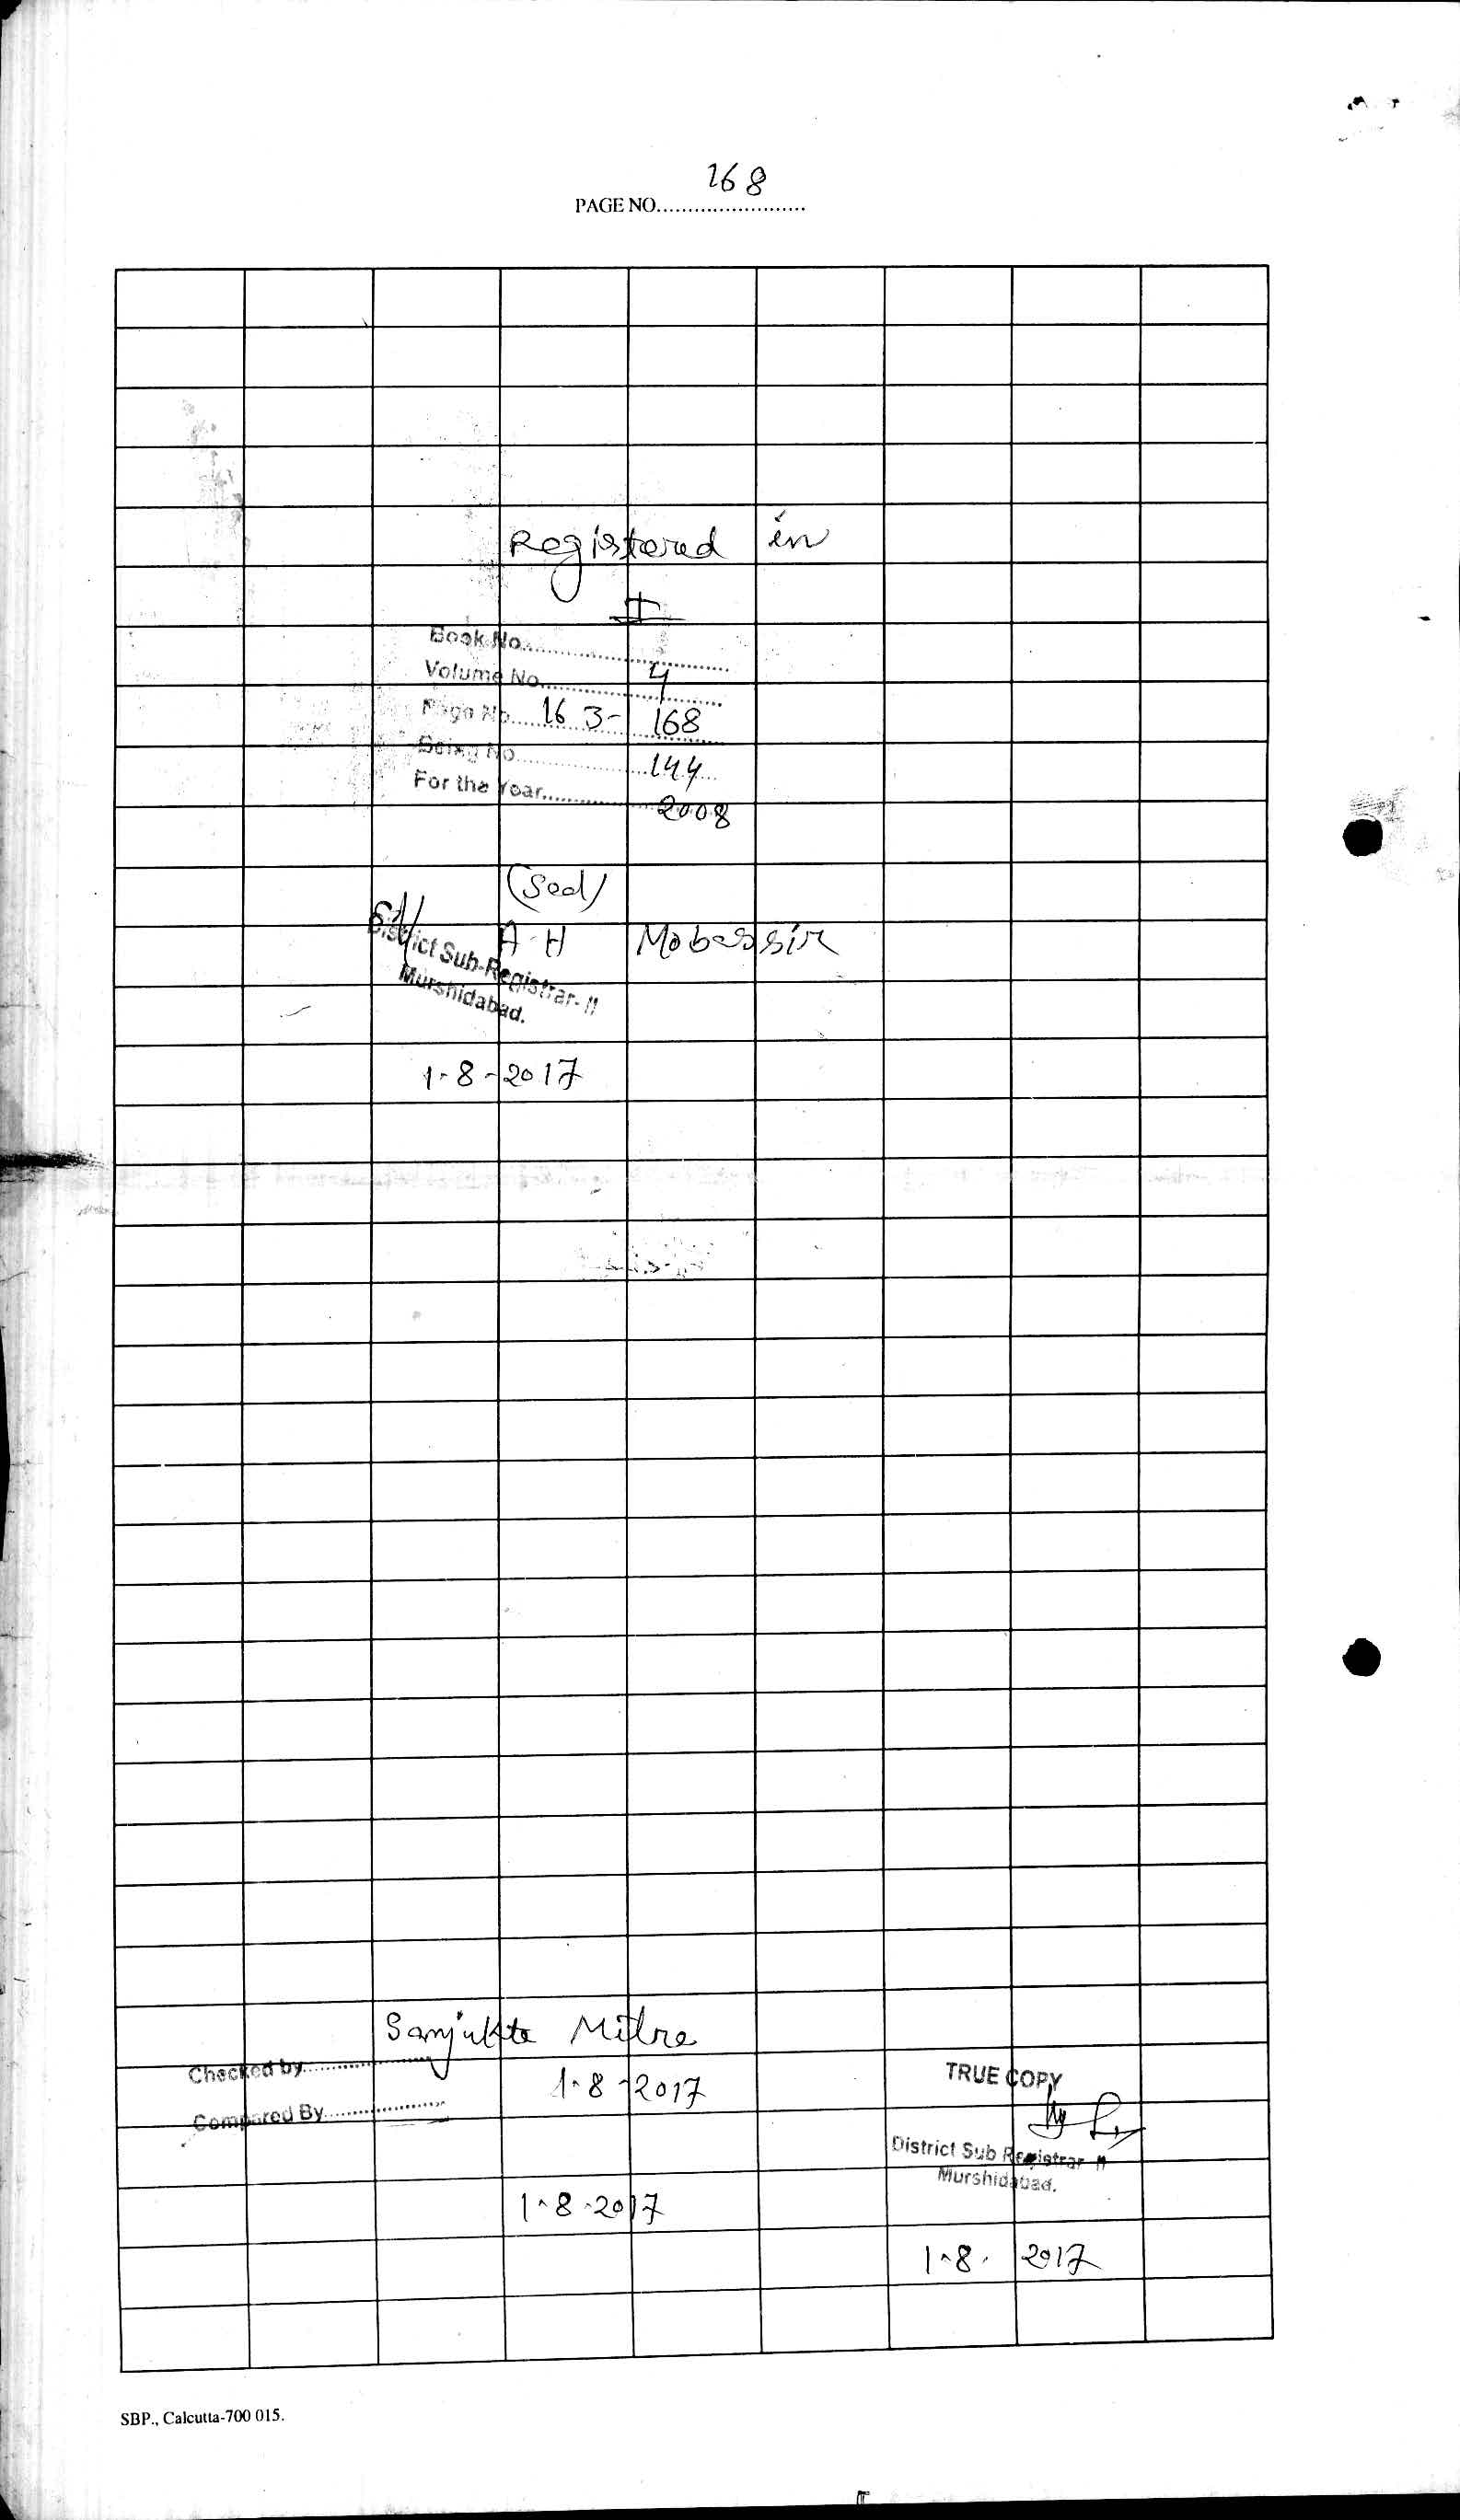 168
PAGE NO........................
Registered in
Book No. I
Volume No. 4
Page No. 163-168
Being No. 144
For the Year. 2008
(Sed)
Sd/ A-H Mobassir
District Sub-Registrar-II
Murshidabad.
1-8-2017
Sanjukta Mitra
Checked by
1-8-2017
Compared By
1-8-2017
TRUE COPY
District Sub Registrar II
Murshidabad.
1-8-2017
SBP., Calcutta-700 015.